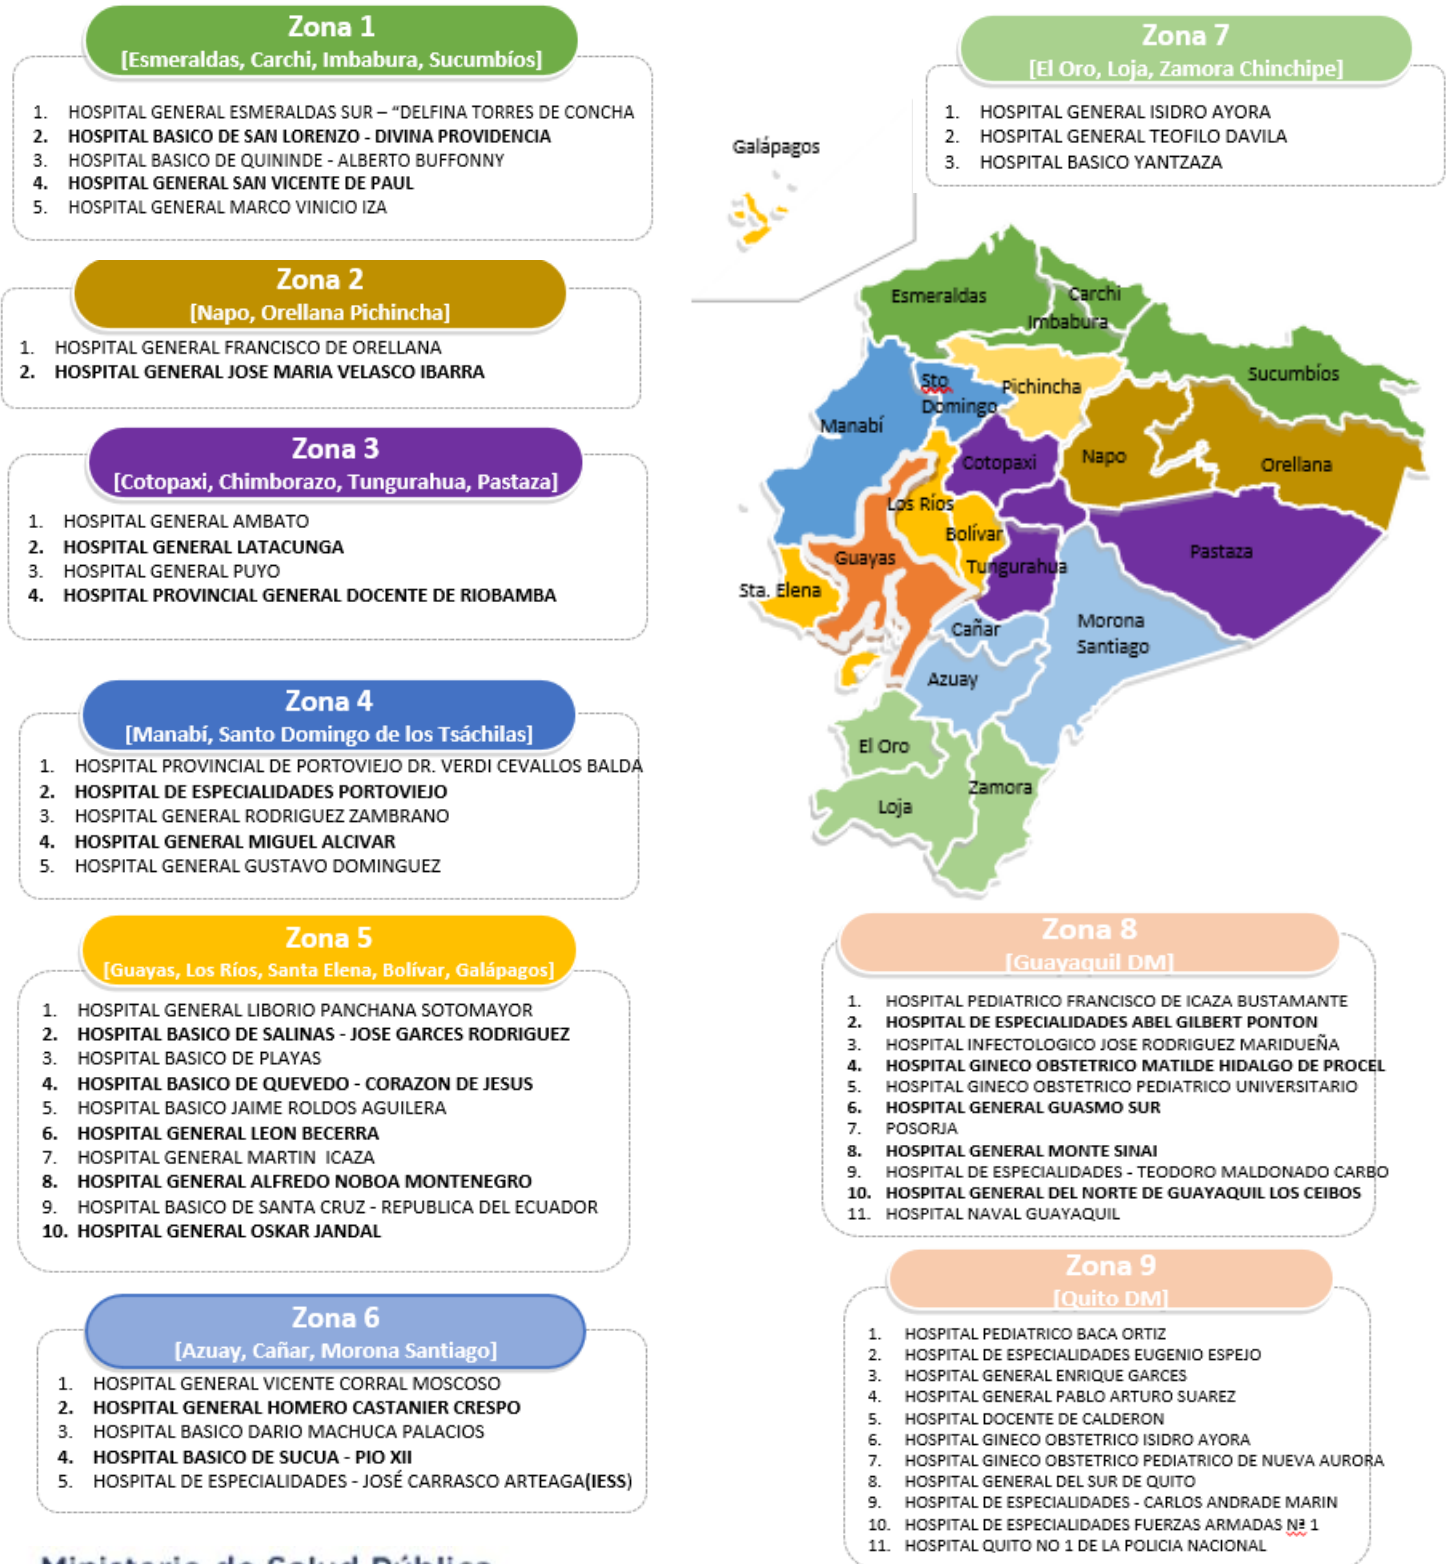 Zona 1
[Esmeraldas, Carchi, Imbabura, Sucumbíos]
1. HOSPITAL GENERAL ESMERALDAS SUR – “DELFINA TORRES DE CONCHA
2. HOSPITAL BASICO DE SAN LORENZO - DIVINA PROVIDENCIA
3. HOSPITAL BASICO DE QUININDE - ALBERTO BUFFONNY
4. HOSPITAL GENERAL SAN VICENTE DE PAUL
5. HOSPITAL GENERAL MARCO VINICIO IZA
Zona 2
[Napo, Orellana Pichincha]
1. HOSPITAL GENERAL FRANCISCO DE ORELLANA
2. HOSPITAL GENERAL JOSE MARIA VELASCO IBARRA
Zona 3
[Cotopaxi, Chimborazo, Tungurahua, Pastaza]
1. HOSPITAL GENERAL AMBATO
2. HOSPITAL GENERAL LATACUNGA
3. HOSPITAL GENERAL PUYO
4. HOSPITAL PROVINCIAL GENERAL DOCENTE DE RIOBAMBA
Zona 4
[Manabí, Santo Domingo de los Tsáchilas]
1. HOSPITAL PROVINCIAL DE PORTOVIEJO DR. VERDI CEVALLOS BALDA
2. HOSPITAL DE ESPECIALIDADES PORTOVIEJO
3. HOSPITAL GENERAL RODRIGUEZ ZAMBRANO
4. HOSPITAL GENERAL MIGUEL ALCIVAR
5. HOSPITAL GENERAL GUSTAVO DOMINGUEZ
Zona 5
[Guayas, Los Ríos, Santa Elena, Bolívar, Galápagos]
1. HOSPITAL GENERAL LIBORIO PANCHANA SOTOMAYOR
2. HOSPITAL BASICO DE SALINAS - JOSE GARCES RODRIGUEZ
3. HOSPITAL BASICO DE PLAYAS
4. HOSPITAL BASICO DE QUEVEDO - CORAZON DE JESUS
5. HOSPITAL BASICO JAIME ROLDOS AGUILERA
6. HOSPITAL GENERAL LEON BECERRA
7. HOSPITAL GENERAL MARTIN ICAZA
8. HOSPITAL GENERAL ALFREDO NOBOA MONTENEGRO
9. HOSPITAL BASICO DE SANTA CRUZ - REPUBLICA DEL ECUADOR
10. HOSPITAL GENERAL OSKAR JANDAL
Zona 6
[Azuay, Cañar, Morona Santiago]
1. HOSPITAL GENERAL VICENTE CORRAL MOSCOSO
2. HOSPITAL GENERAL HOMERO CASTANIER CRESPO
3. HOSPITAL BASICO DARIO MACHUCA PALACIOS
4. HOSPITAL BASICO DE SUCUA - PIO XII
5. HOSPITAL DE ESPECIALIDADES - JOSÉ CARRASCO ARTEAGA(IESS)
Ministerio de Salud Pública
Zona 7
[El Oro, Loja, Zamora Chinchipe]
1. HOSPITAL GENERAL ISIDRO AYORA
2. HOSPITAL GENERAL TEOFILO DAVILA
3. HOSPITAL BASICO YANTZAZA
Galápagos
Esmeraldas
Carchi
Imbabura
Sucumbíos
Sto
Domingo
Pichincha
Manabí
Cotopaxi
Napo
Orellana
Los Ríos
Bolívar
Guayas
Tungurahua
Pastaza
Sta. Elena
Cañar
Morona
Santiago
Azuay
El Oro
Zamora
Loja
Zona 8
[Guayaquil DM]
1. HOSPITAL PEDIATRICO FRANCISCO DE ICAZA BUSTAMANTE
2. HOSPITAL DE ESPECIALIDADES ABEL GILBERT PONTON
3. HOSPITAL INFECTOLOGICO JOSE RODRIGUEZ MARIDUEÑA
4. HOSPITAL GINECO OBSTETRICO MATILDE HIDALGO DE PROCEL
5. HOSPITAL GINECO OBSTETRICO PEDIATRICO UNIVERSITARIO
6. HOSPITAL GENERAL GUASMO SUR
7. POSORJA
8. HOSPITAL GENERAL MONTE SINAI
9. HOSPITAL DE ESPECIALIDADES - TEODORO MALDONADO CARBO
10. HOSPITAL GENERAL DEL NORTE DE GUAYAQUIL LOS CEIBOS
11. HOSPITAL NAVAL GUAYAQUIL
Zona 9
[Quito DM]
1. HOSPITAL PEDIATRICO BACA ORTIZ
2. HOSPITAL DE ESPECIALIDADES EUGENIO ESPEJO
3. HOSPITAL GENERAL ENRIQUE GARCES
4. HOSPITAL GENERAL PABLO ARTURO SUAREZ
5. HOSPITAL DOCENTE DE CALDERON
6. HOSPITAL GINECO OBSTETRICO ISIDRO AYORA
7. HOSPITAL GINECO OBSTETRICO PEDIATRICO DE NUEVA AURORA
8. HOSPITAL GENERAL DEL SUR DE QUITO
9. HOSPITAL DE ESPECIALIDADES - CARLOS ANDRADE MARIN
10. HOSPITAL DE ESPECIALIDADES FUERZAS ARMADAS Nª 1
11. HOSPITAL QUITO NO 1 DE LA POLICIA NACIONAL